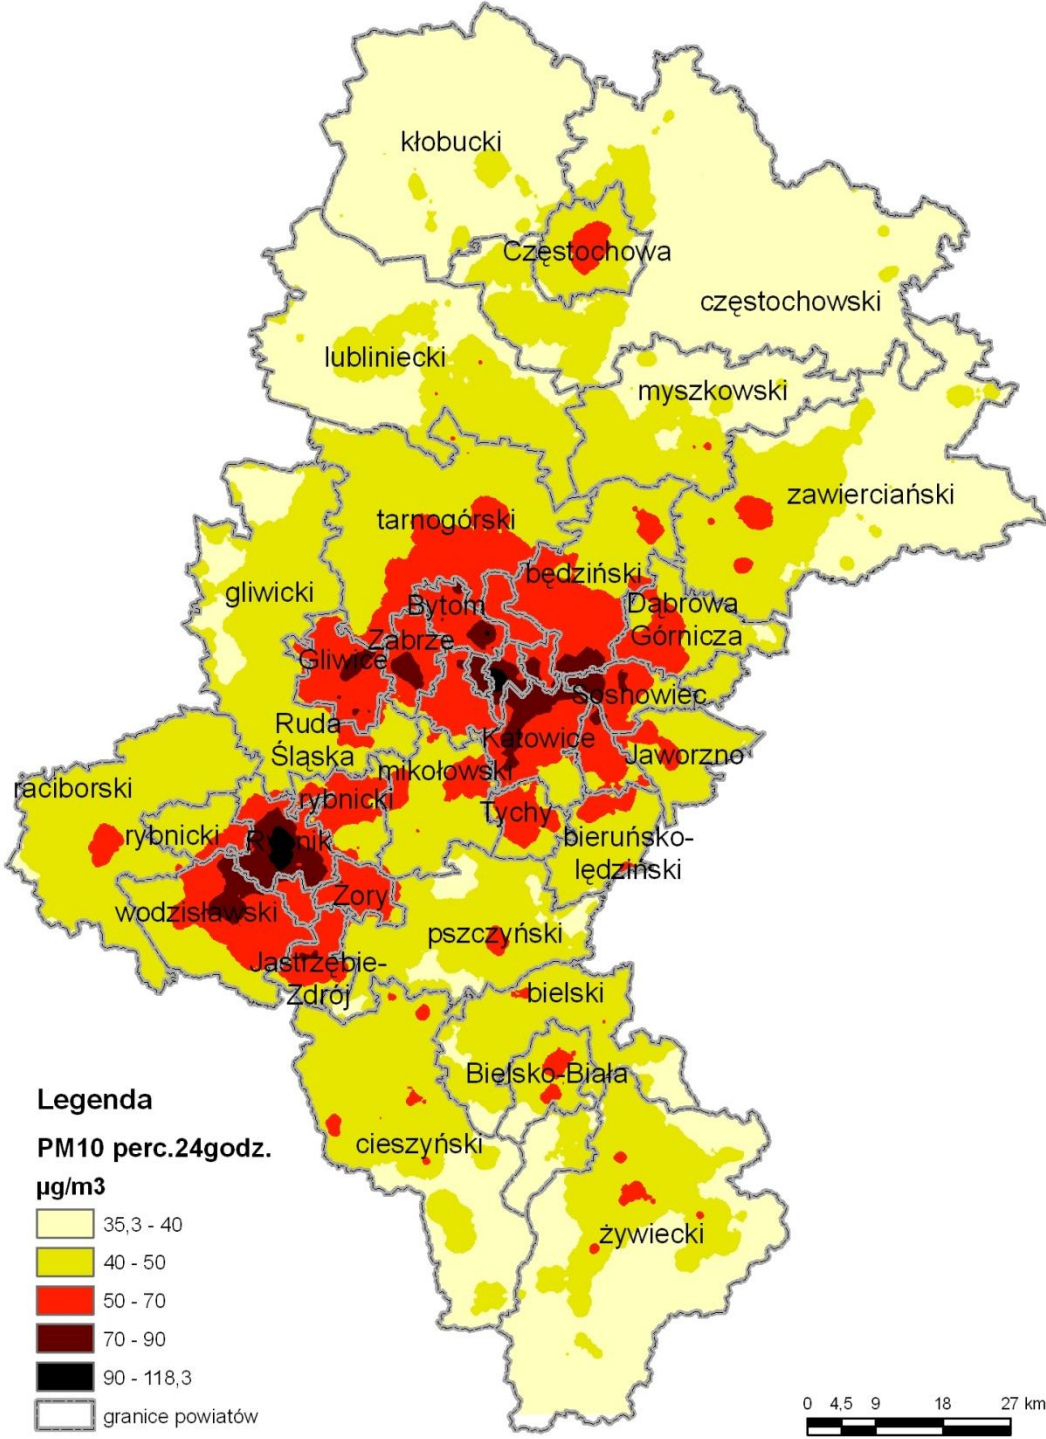 kłobucki
Częstochowa
częstochowski
lubliniecki
myszkowski
zawierciański
tarnogórski
będziński
gliwicki
Bytom
Dąbrowa
Górnicza
Zabrze
Gliwice
Sosnowiec
Ruda
Śląska
Katowice
Jaworzno
mikołowski
raciborski
rybnicki
Tychy
rybnicki
Rybnik
bieruńsko-
lędziński
Żory
wodzisławski
pszczyński
Jastrzębie-
Zdrój
bielski
Bielsko-Biała
cieszyński
żywiecki
Legenda
PM10 perc.24godz.
µg/m3
35,3 - 40
40 - 50
50 - 70
70 - 90
90 - 118,3
granice powiatów
0 4,5 9 18 27 km